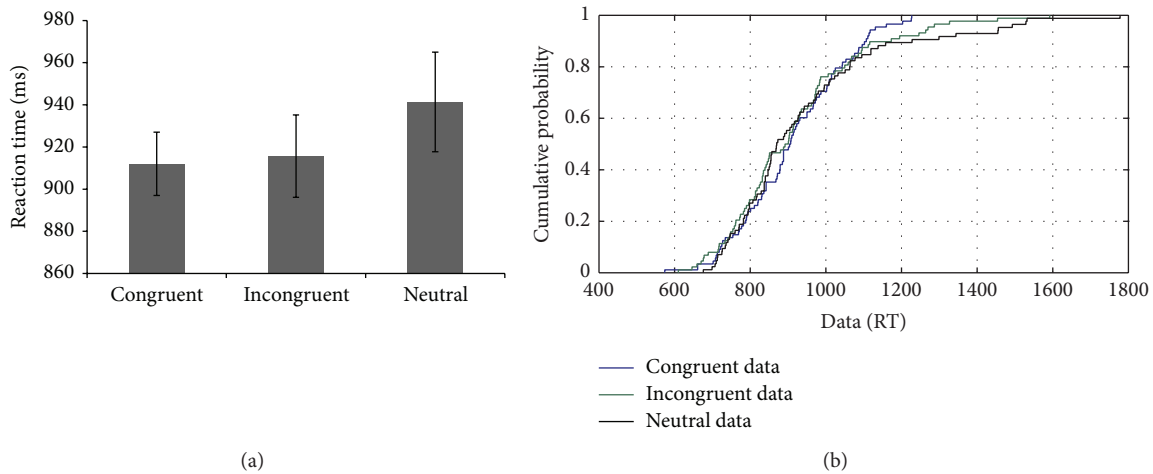 980
960
940
920
900
880
860
Reaction time (ms)
Congruent Incongruent Neutral
(a)
1
0.8
0.6
0.4
0.2
0
Cumulative probability
400 600 800 1000 1200 1400 1600 1800
Data (RT)
Congruent data
Incongruent data
Neutral data
(b)